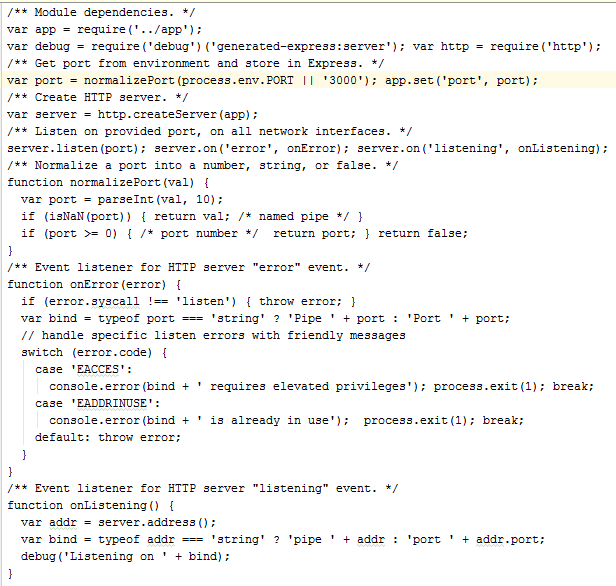 /** Module dependencies. */
var app = require('../app');
var debug = require('debug')('generated-express:server'); var http = require('http');
/** Get port from environment and store in Express. */
var port = normalizePort(process.env.PORT || '3000'); app.set('port', port);
/** Create HTTP server. */
var server = http.createServer(app);
/** Listen on provided port, on all network interfaces. */
server.listen(port); server.on('error', onError); server.on('listening', onListening);
/** Normalize a port into a number, string, or false. */
function normalizePort(val) {
  var port = parseInt(val, 10);
  if (isNaN(port)) { return val; /* named pipe */ }
  if (port >= 0) { /* port number */  return port; } return false;
}
/** Event listener for HTTP server "error" event. */
function onError(error) {
  if (error.syscall !== 'listen') { throw error; }
  var bind = typeof port === 'string' ? 'Pipe ' + port : 'Port ' + port;
  // handle specific listen errors with friendly messages
  switch (error.code) {
    case 'EACCES':
      console.error(bind + ' requires elevated privileges'); process.exit(1); break;
    case 'EADDRINUSE':
      console.error(bind + ' is already in use');  process.exit(1); break;
    default: throw error;
  }
}
/** Event listener for HTTP server "listening" event. */
function onListening() {
  var addr = server.address();
  var bind = typeof addr === 'string' ? 'pipe ' + addr : 'port ' + addr.port;
  debug('Listening on ' + bind);
}